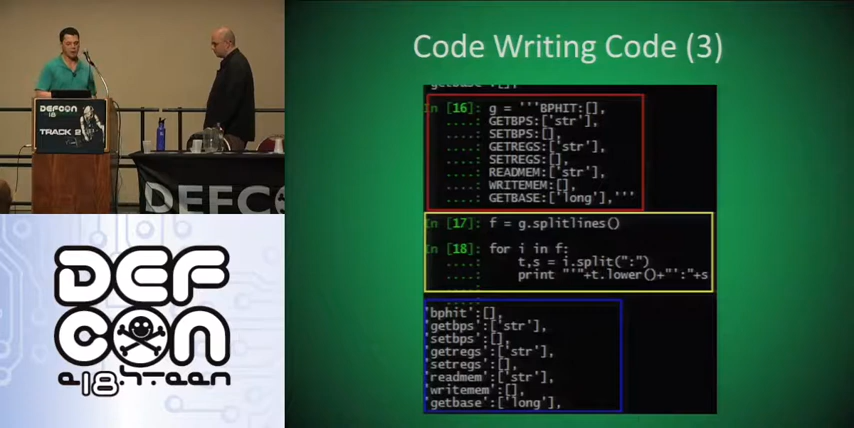 DEFCON
18
TRACK 2
DEFC
DEF
CON
e18hteen
Code Writing Code (3)
In [16]: g = '''BPHIT:[],
....: GETBPS:['str'],
....: SETBPS:[],
....: GETREGS:['str'],
....: SETREGS:[],
....: READMEM:['str'],
....: WRITEMEM:[],
....: GETBASE:['long'],'''
In [17]: f = g.splitlines()
In [18]: for i in f:
....: t,s = i.split(":")
....: print "'"+t.lower()+"':"+s
....:
'bphit':[],
'getbps':['str'],
'setbps':[],
'getregs':['str'],
'setregs':[],
'readmem':['str'],
'writemem':[],
'getbase':['long'],